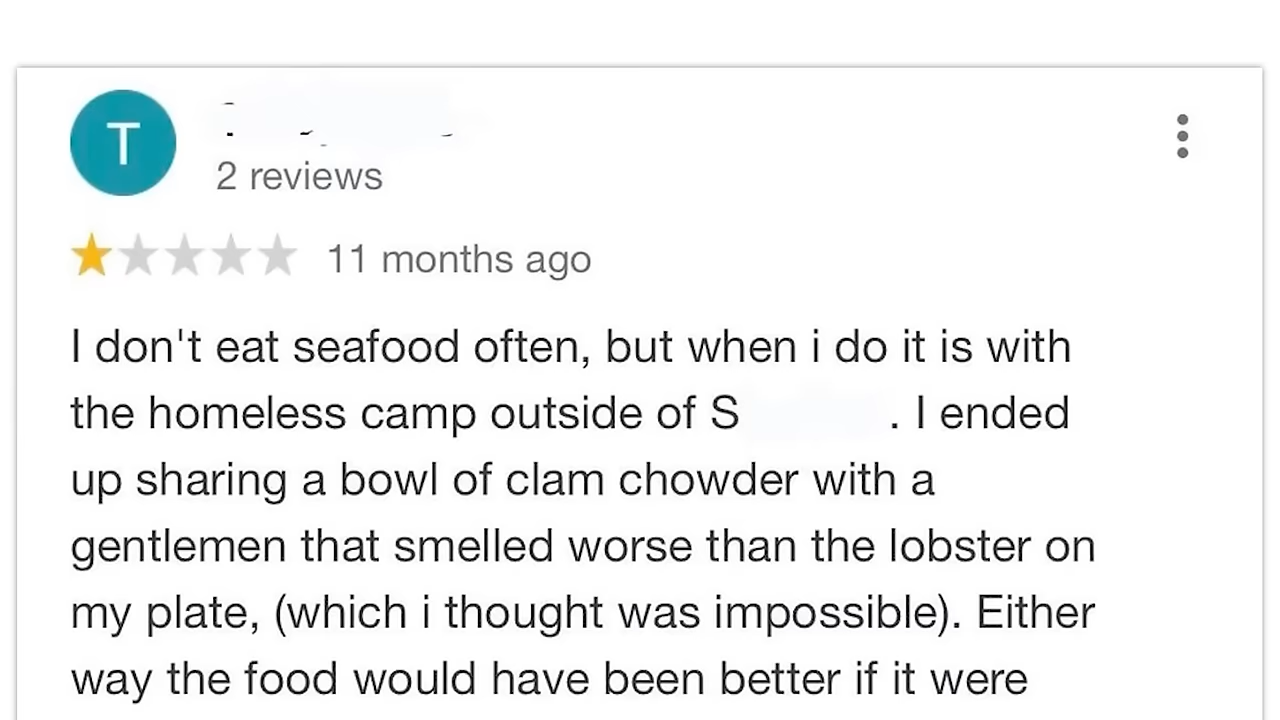 T
2 reviews
11 months ago
I don't eat seafood often, but when i do it is with
the homeless camp outside of S . I ended
up sharing a bowl of clam chowder with a
gentlemen that smelled worse than the lobster on
my plate, (which i thought was impossible). Either
way the food would have been better if it were